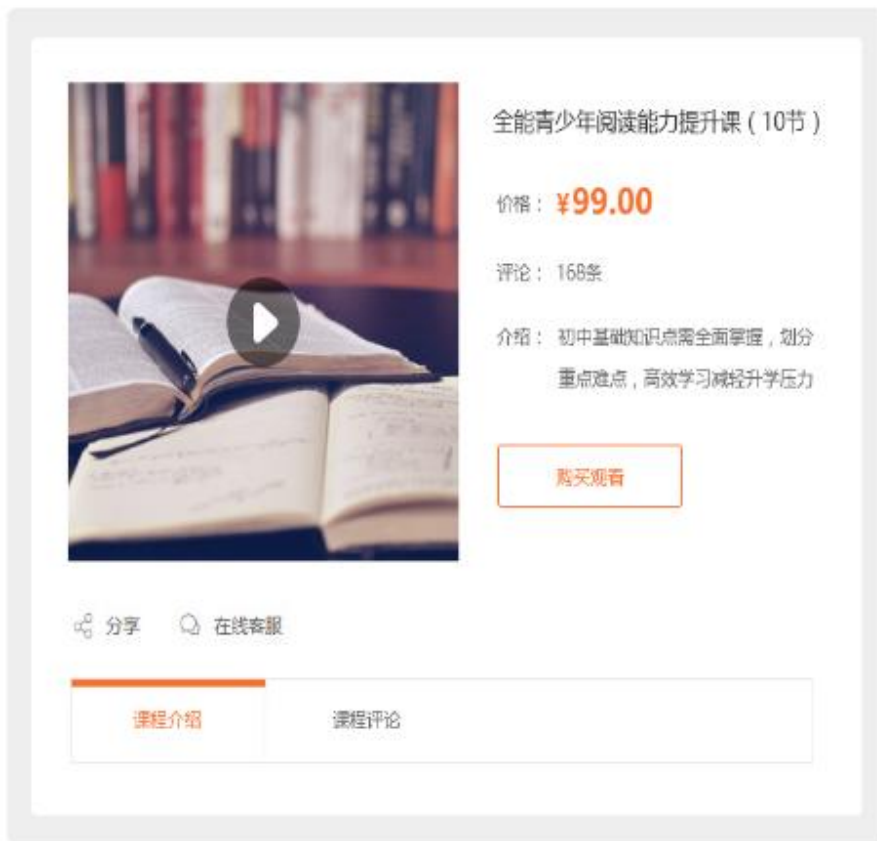 全能青少年阅读能力提升课（10节）
价格： ¥99.00
评论： 168条
介绍： 初中基础知识点需全面掌握，划分
重点难点，高效学习减轻升学压力
购买观看
分享 在线客服
课程介绍 课程评论